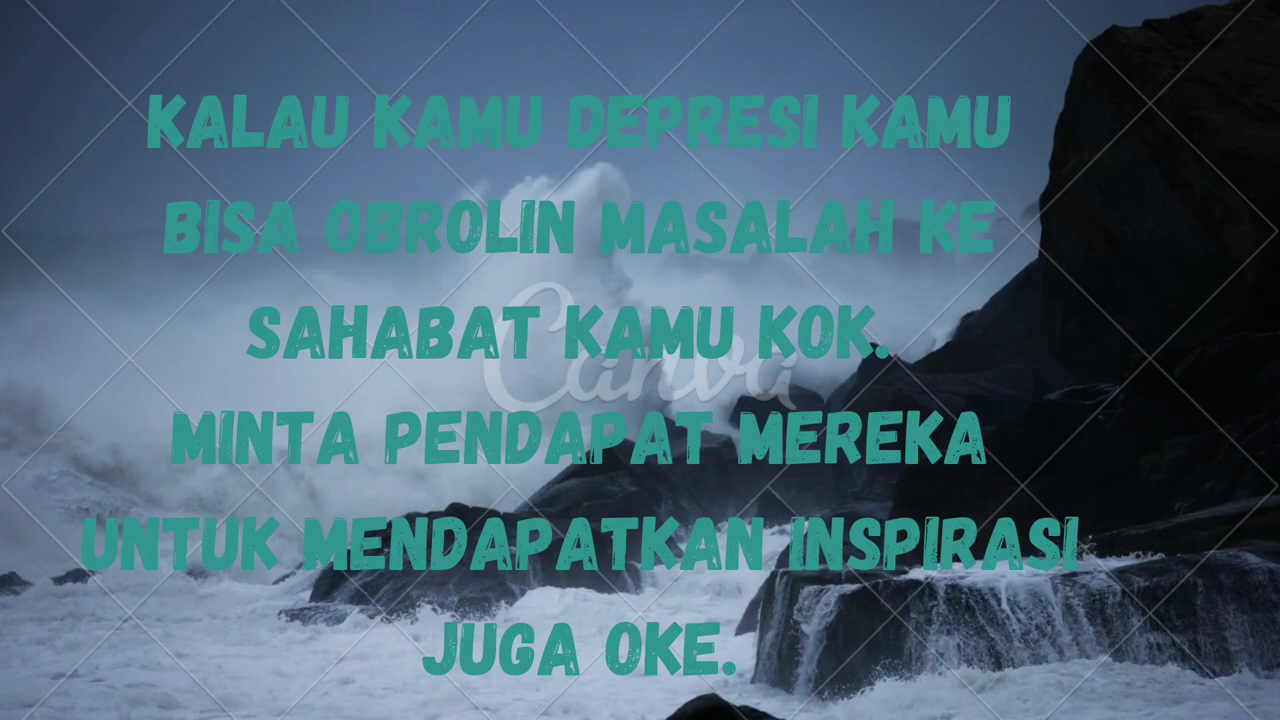 KALAU KAMU DEPRESI KAMU
BISA OBROLIN MASALAH KE
SAHABAT KAMU KOK.
Canva
MINTA PENDAPAT MEREKA
UNTUK MENDAPATKAN INSPIRASI
JUGA OKE.